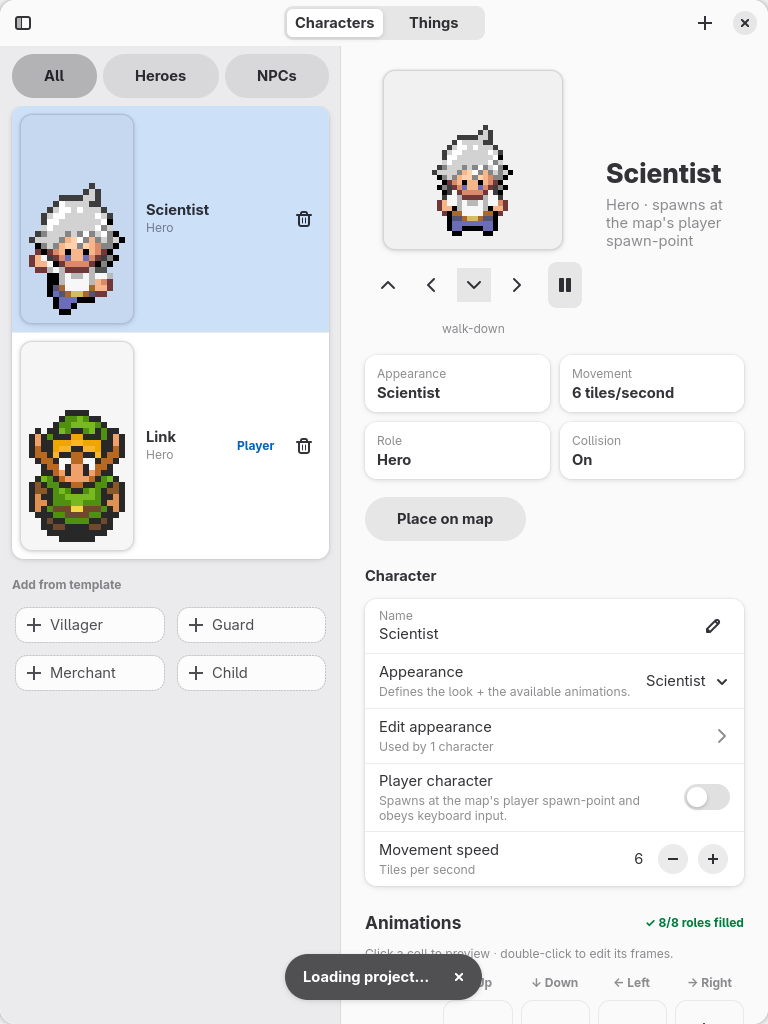 Characters
Things
All
Heroes
NPCs
Scientist
Hero
Link
Hero
Player
Add from template
Villager
Guard
Merchant
Child
Scientist
Hero · spawns at
the map's player
spawn-point
walk-down
Appearance
Scientist
Movement
6 tiles/second
Role
Hero
Collision
On
Place on map
Character
Name
Scientist
Appearance
Defines the look + the available animations.
Scientist
Edit appearance
Used by 1 character
Player character
Spawns at the map's player spawn-point and
obeys keyboard input.
Movement speed
Tiles per second
6
Animations
✓ 8/8 roles filled
Click a cell to preview · double-click to edit its frames.
Up
↓ Down
← Left
→ Right
Loading project…